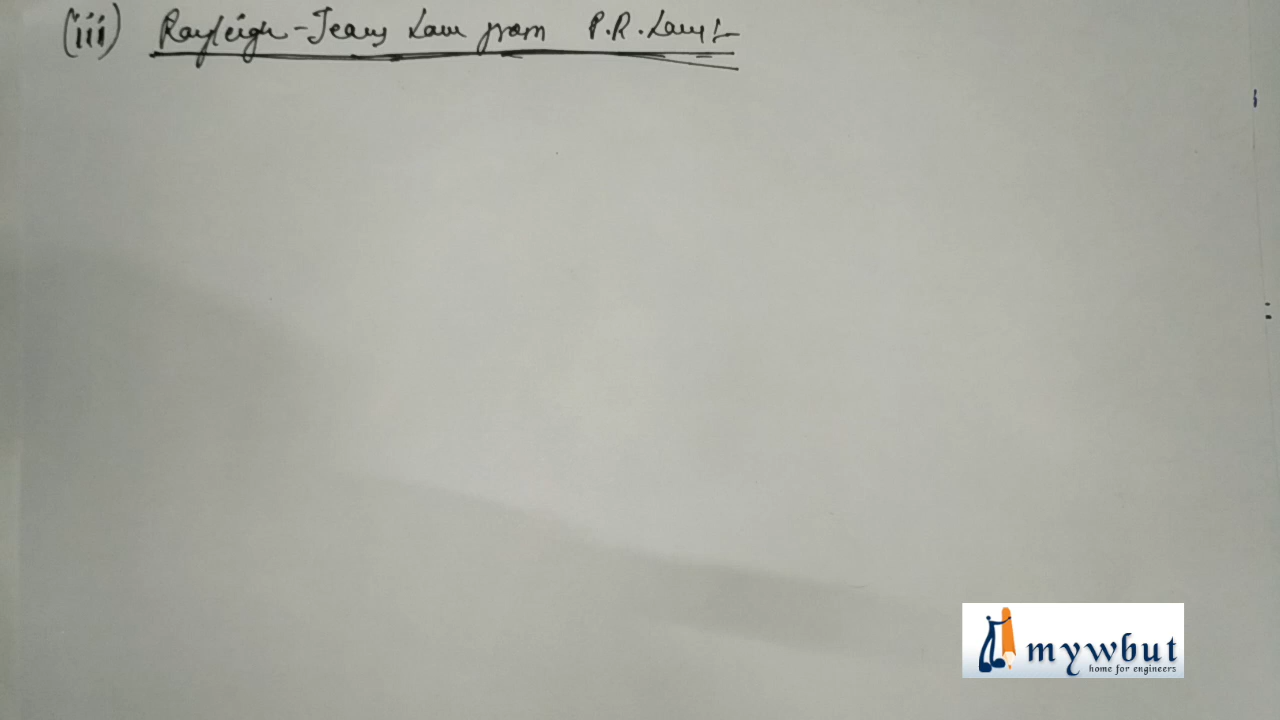 (iii) Rayleigh-Jeans Law from P.R. Law:-
mywbut
home for engineers